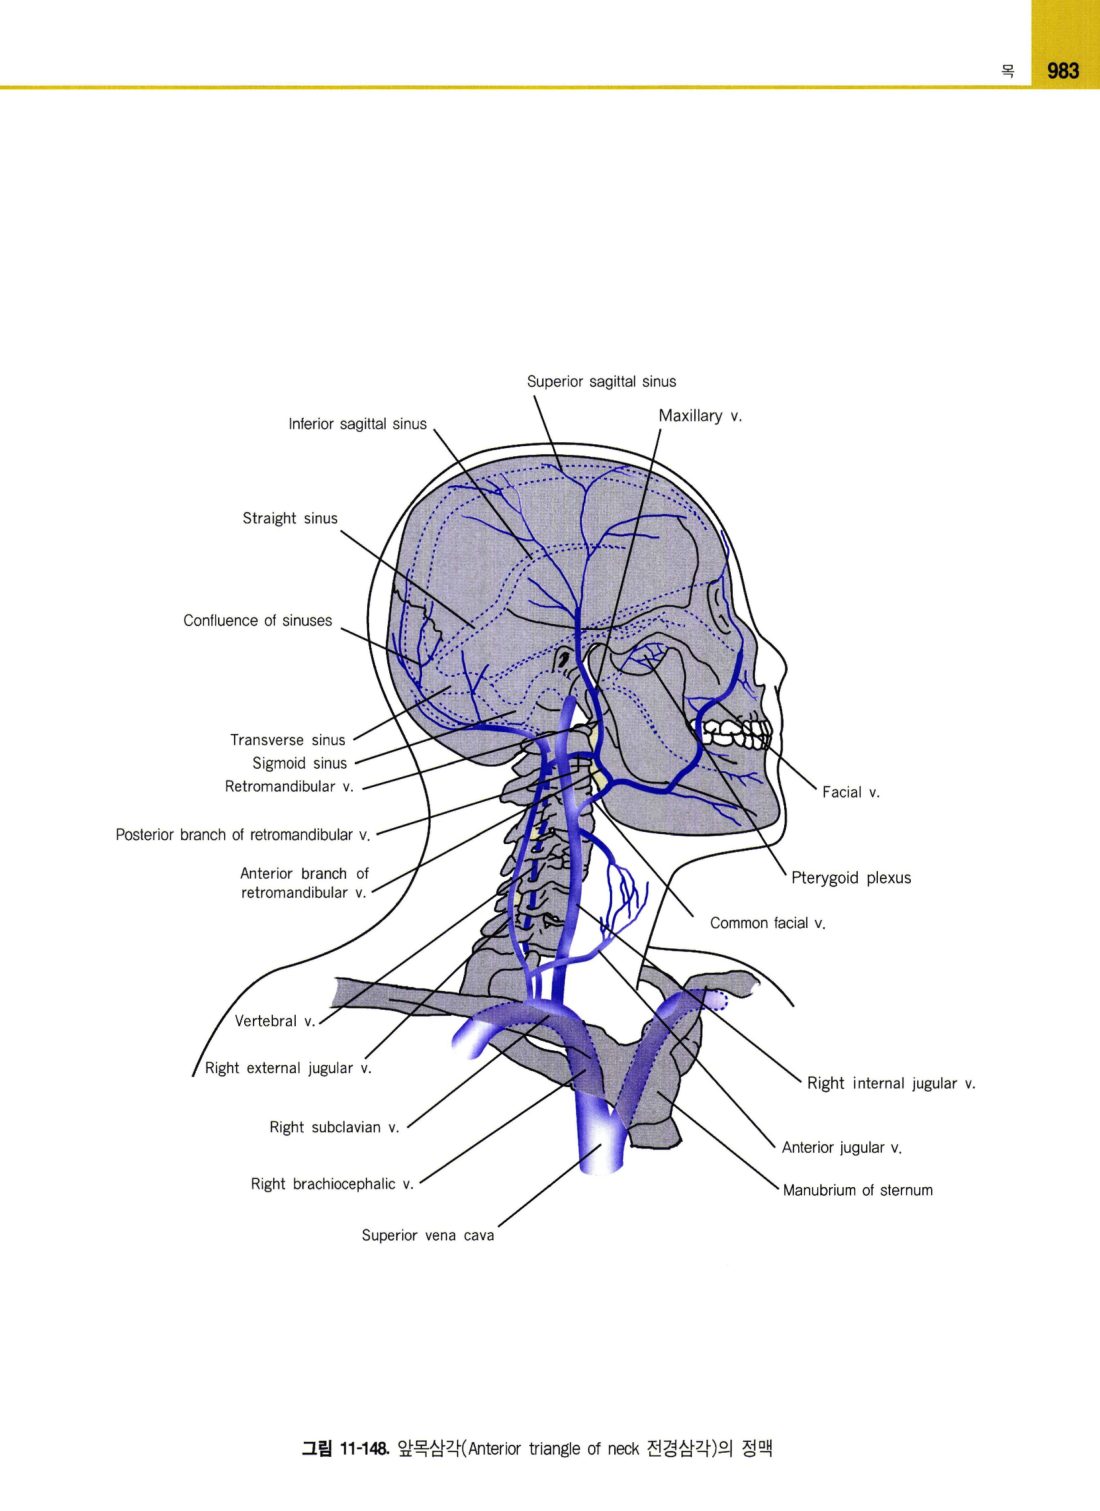 목 983
Superior sagittal sinus
Maxillary v.
Inferior sagittal sinus
Straight sinus
Confluence of sinuses
Transverse sinus
Sigmoid sinus
Retromandibular v.
Facial v.
Posterior branch of retromandibular v.
Anterior branch of
retromandibular v.
Pterygoid plexus
Common facial v.
Vertebral v.
Right external jugular v.
Right internal jugular v.
Right subclavian v.
Anterior jugular v.
Right brachiocephalic v.
Manubrium of sternum
Superior vena cava
그림 11-148. 앞목삼각(Anterior triangle of neck 전경삼각)의 정맥